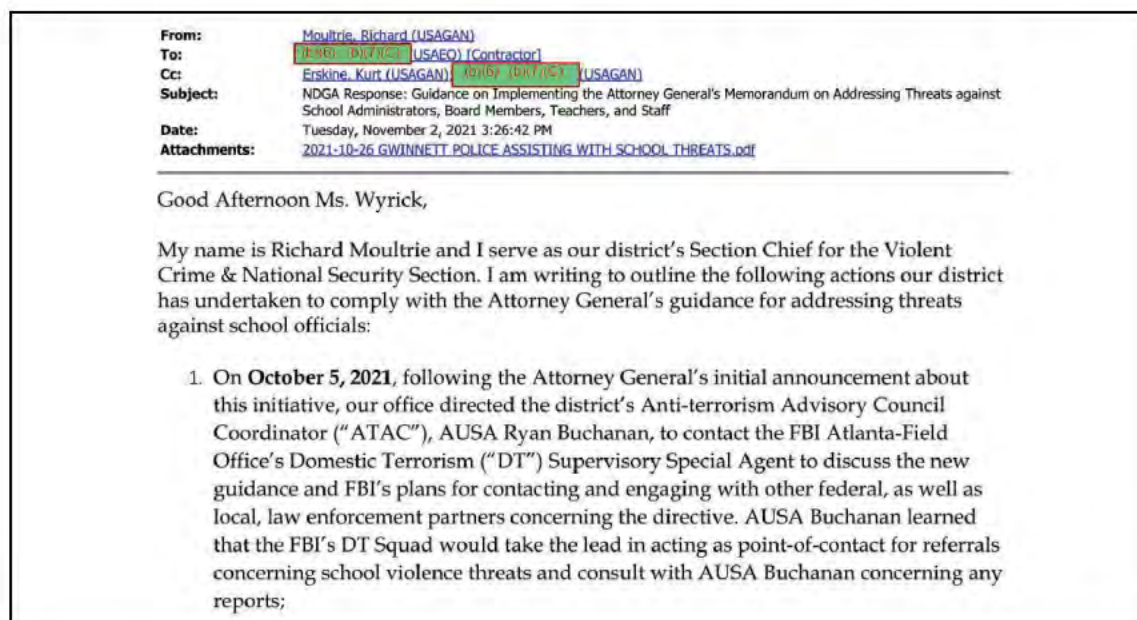 From: Moultrie, Richard (USAGAN)
To: (b)(6) (b)(7)(C) (USAEO) [Contractor]
Cc: Erskine, Kurt (USAGAN); (b)(6) (b)(7)(C) (USAGAN)
Subject: NDGA Response: Guidance on Implementing the Attorney General's Memorandum on Addressing Threats against
School Administrators, Board Members, Teachers, and Staff
Date: Tuesday, November 2, 2021 3:26:42 PM
Attachments: 2021-10-26 GWINNETT POLICE ASSISTING WITH SCHOOL THREATS.pdf
Good Afternoon Ms. Wyrick,
My name is Richard Moultrie and I serve as our district's Section Chief for the Violent
Crime & National Security Section. I am writing to outline the following actions our district
has undertaken to comply with the Attorney General's guidance for addressing threats
against school officials:
1. On October 5, 2021, following the Attorney General's initial announcement about
this initiative, our office directed the district's Anti-terrorism Advisory Council
Coordinator ("ATAC"), AUSA Ryan Buchanan, to contact the FBI Atlanta-Field
Office's Domestic Terrorism ("DT") Supervisory Special Agent to discuss the new
guidance and FBI's plans for contacting and engaging with other federal, as well as
local, law enforcement partners concerning the directive. AUSA Buchanan learned
that the FBI's DT Squad would take the lead in acting as point-of-contact for referrals
concerning school violence threats and consult with AUSA Buchanan concerning any
reports;